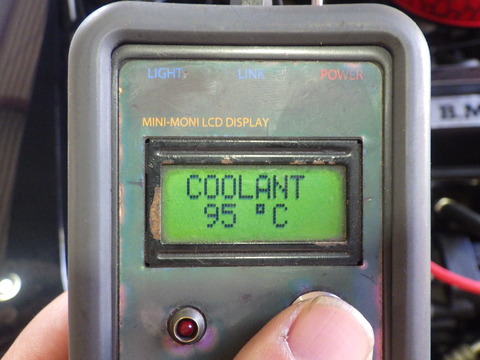 LIGHT LINK POWER
MINI-MONI LCD DISPLAY
COOLANT
95 °C
B.M